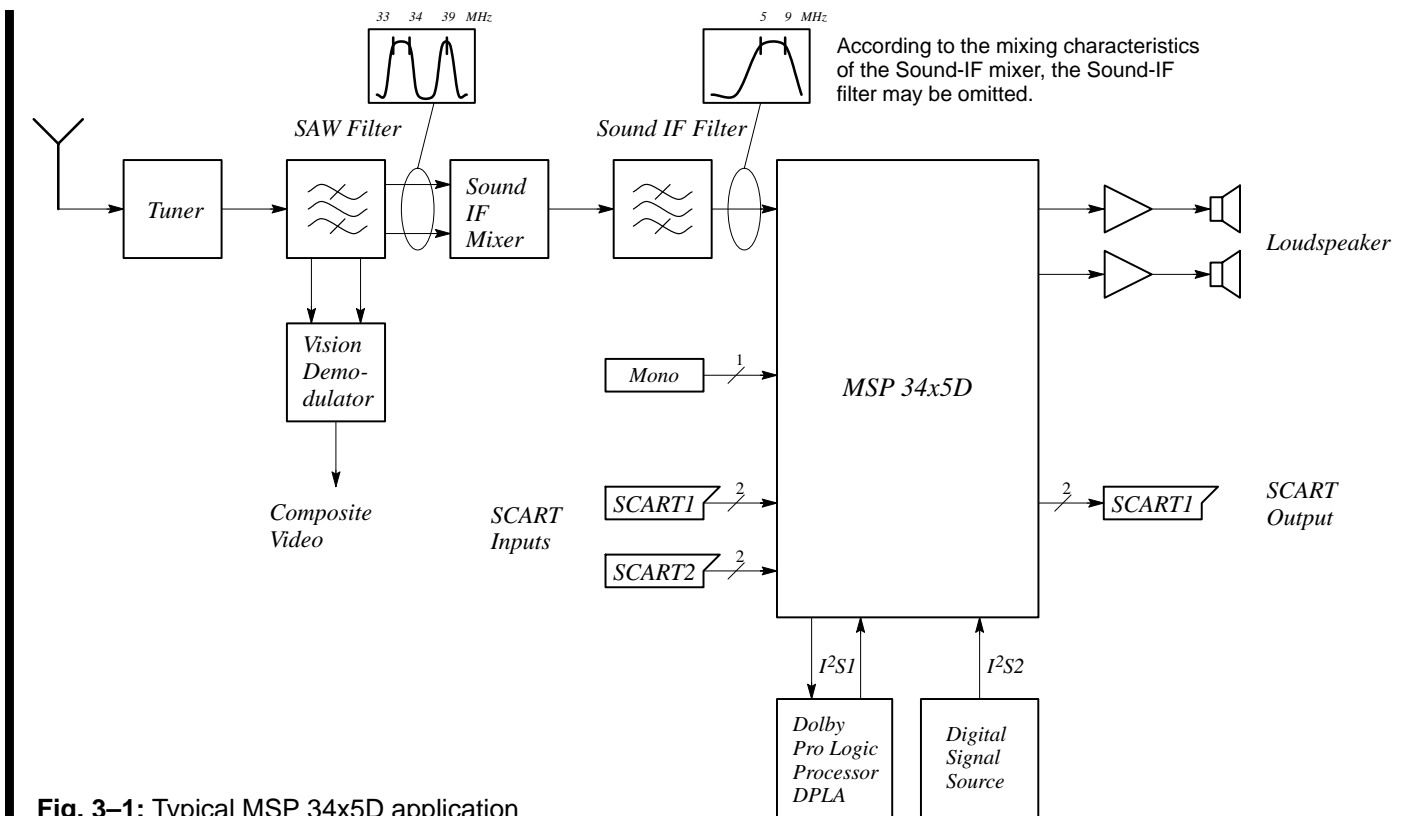 33 34 39 MHz
5 9 MHz
According to the mixing characteristics
of the Sound-IF mixer, the Sound-IF
filter may be omitted.
SAW Filter
Sound IF Filter
Tuner
Sound
IF
Mixer
Loudspeaker
Vision
Demo-
dulator
Mono
1
MSP 34x5D
Composite
Video
SCART
Inputs
SCART1
2
SCART2
2
2
SCART1
SCART
Output
I²S1
I²S2
Dolby
Pro Logic
Processor
DPLA
Digital
Signal
Source
Fig. 3–1: Typical MSP 34x5D application